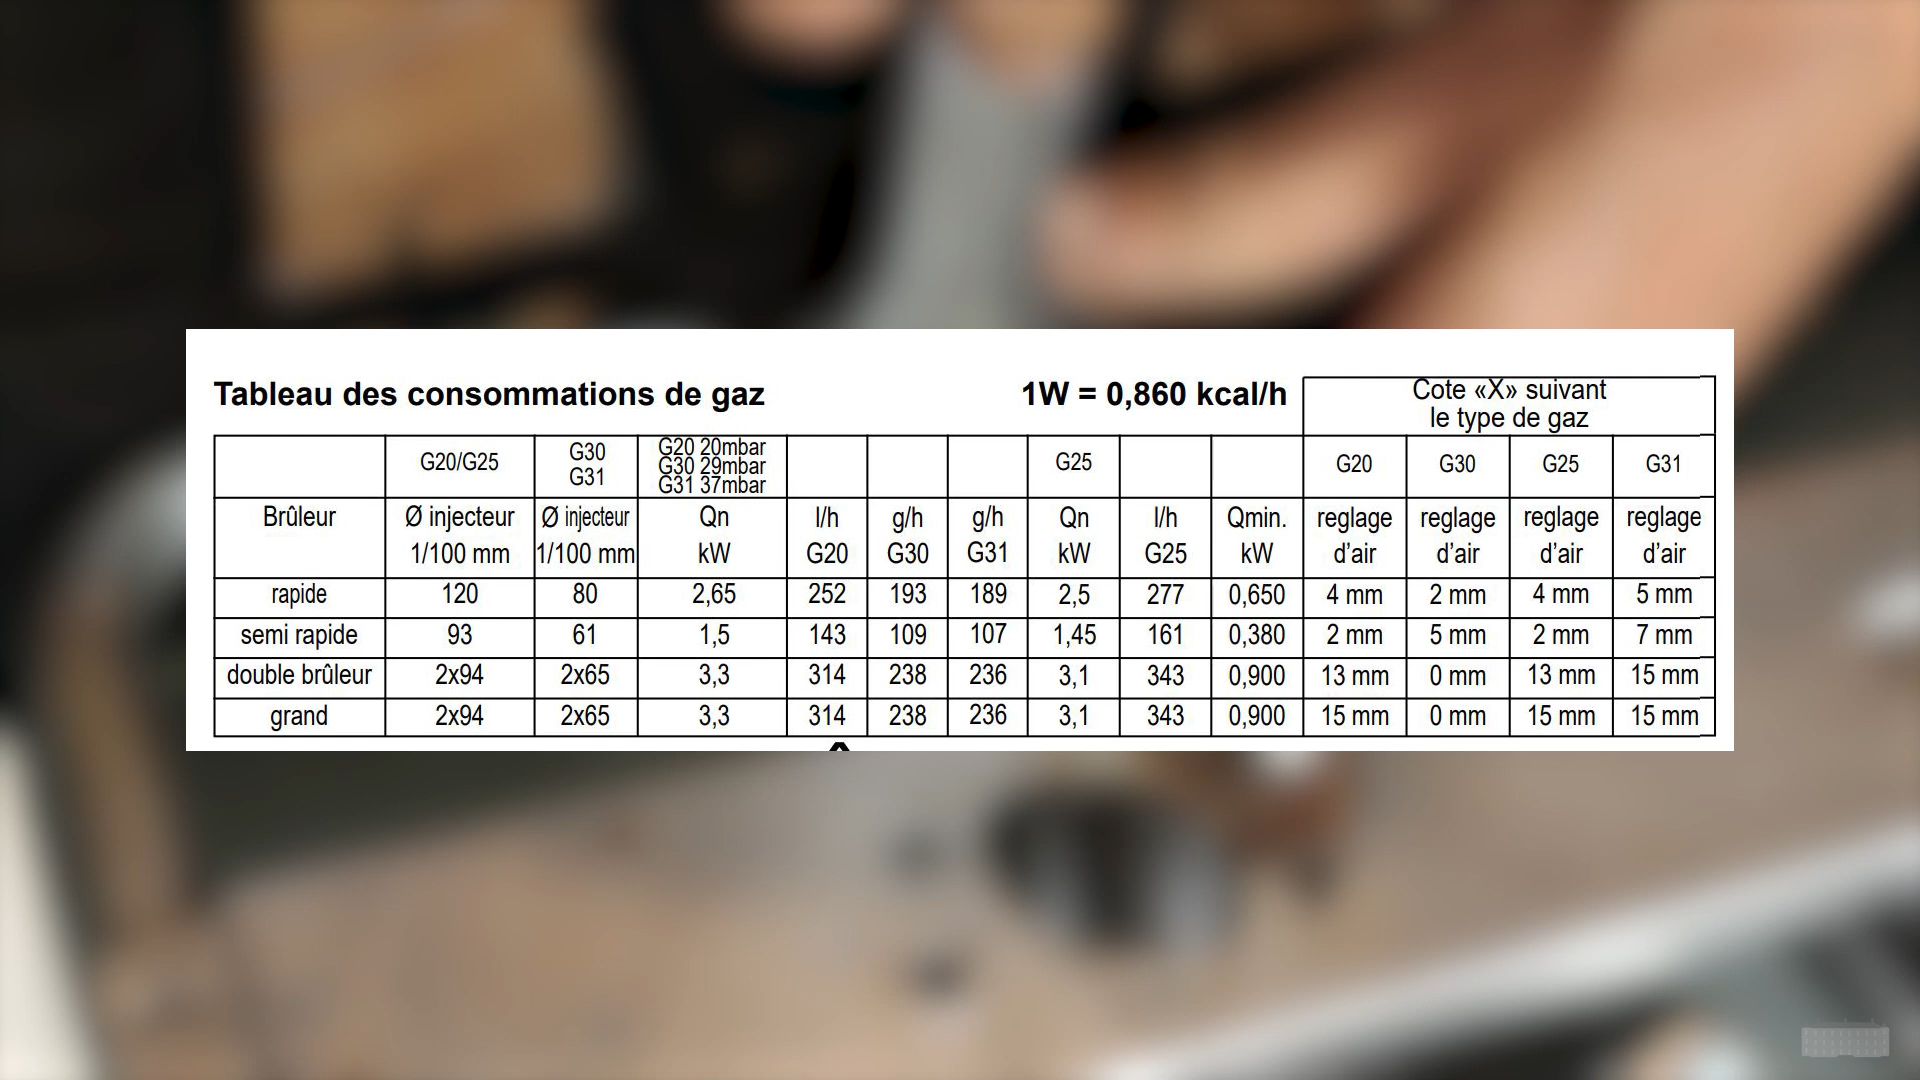 Tableau des consommations de gaz 1W = 0,860 kcal/h Cote «X» suivant
le type de gaz
G20/G25 G30 G31 G20 20mbar G30 29mbar G31 37mbar G25 G20 G30 G25 G31
Brûleur Ø injecteur Ø injecteur Qn l/h g/h g/h Qn l/h Qmin. reglage reglage reglage reglage
1/100 mm 1/100 mm kW G20 G30 G31 kW G25 kW d’air d’air d’air d’air
rapide 120 80 2,65 252 193 189 2,5 277 0,650 4 mm 2 mm 4 mm 5 mm
semi rapide 93 61 1,5 143 109 107 1,45 161 0,380 2 mm 5 mm 2 mm 7 mm
double brûleur 2x94 2x65 3,3 314 238 236 3,1 343 0,900 13 mm 0 mm 13 mm 15 mm
grand 2x94 2x65 3,3 314 238 236 3,1 343 0,900 15 mm 0 mm 15 mm 15 mm